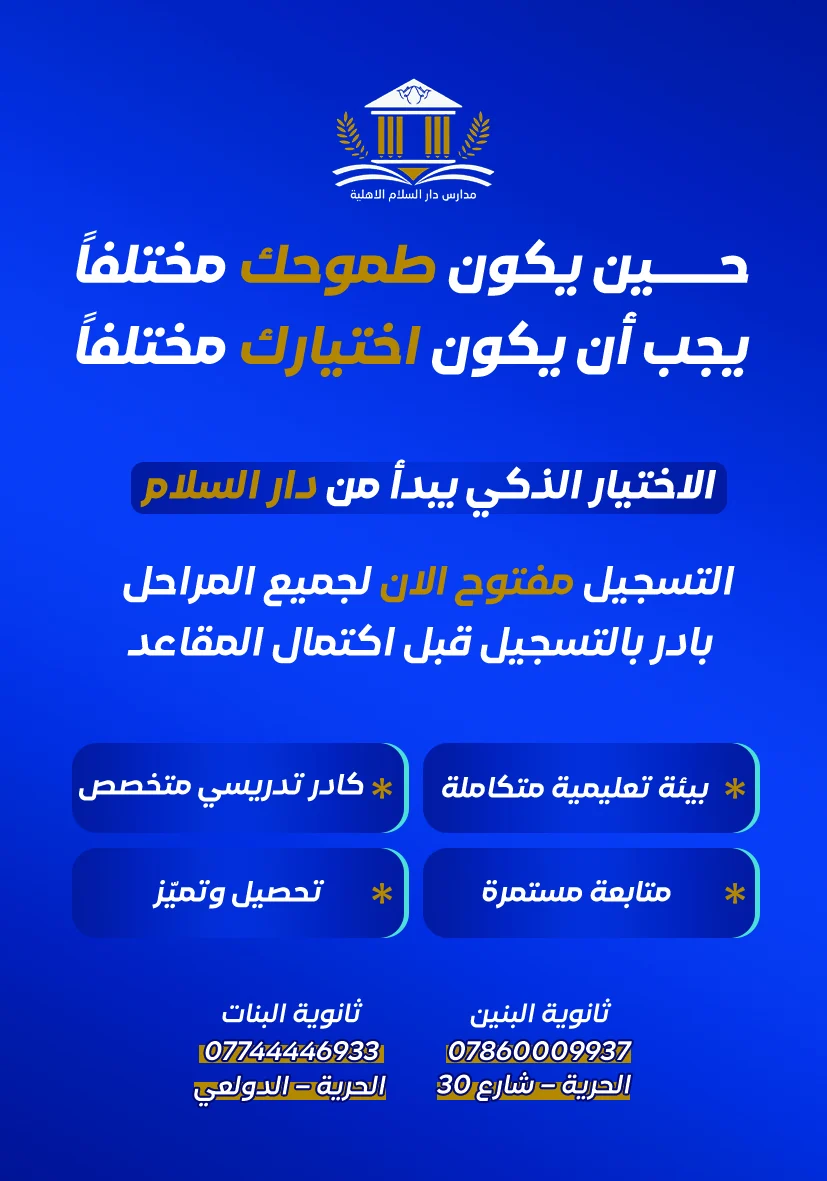 مدارس دار السلام الاهلية
حـــين يكون طموحك مختلفاً
يجب أن يكون اختيارك مختلفاً
الاختيار الذكي يبدأ من دار السلام
التسجيل مفتوح الان لجميع المراحل
بادر بالتسجيل قبل اكتمال المقاعد
* بيئة تعليمية متكاملة
* كادر تدريسي متخصص
* متابعة مستمرة
* تحصيل وتميّز
ثانوية البنين
07860009937
الحرية – شارع 30
ثانوية البنات
07744446933
الحرية – الدولعي